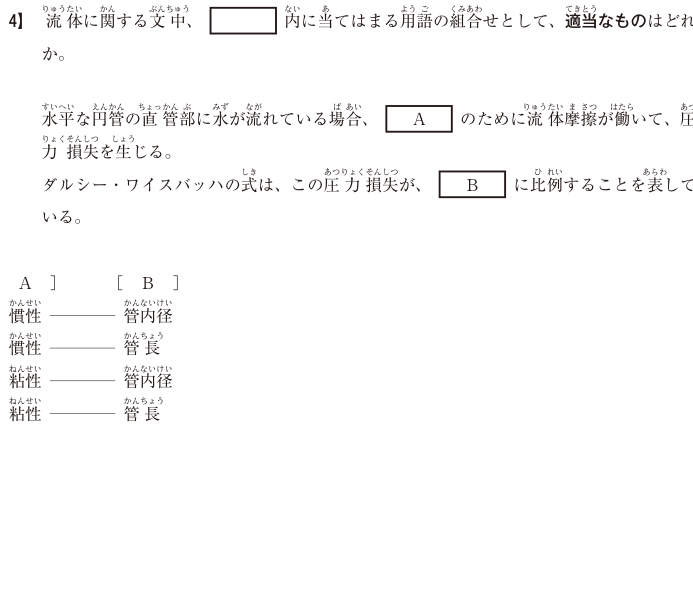 4】 流体に関する文中、　　　内に当てはまる用語の組合せとして、適当なものはどれ
か。
水平な円管の直管部に水が流れている場合、 A のために流体摩擦が働いて、圧
力損失を生じる。
ダルシー・ワイスバッハの式は、この圧力損失が、 B に比例することを表して
いる。
A ］ ［ B ］
慣性 ―――― 管内径
慣性 ―――― 管長
粘性 ―――― 管内径
粘性 ―――― 管長